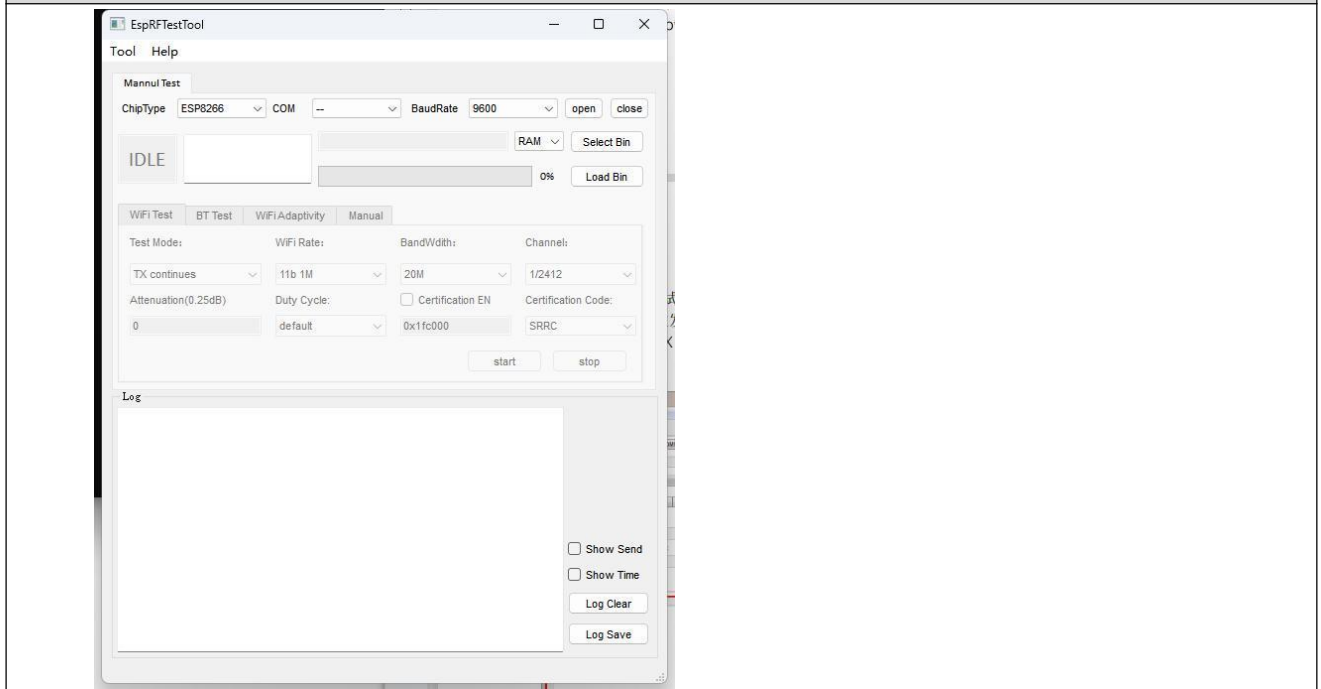 EspRFTestTool
Tool Help
Mannul Test
ChipType ESP8266 COM -- BaudRate 9600 open close
IDLE RAM Select Bin
0% Load Bin
WiFi Test BT Test WiFi Adaptivity Manual
Test Mode: WiFi Rate: BandWdith: Channel:
TX continues 11b 1M 20M 1/2412
Attenuation(0.25dB) Duty Cycle: Certification EN Certification Code:
0 default 0x1fc000 SRRC
start stop
Log
Show Send
Show Time
Log Clear
Log Save